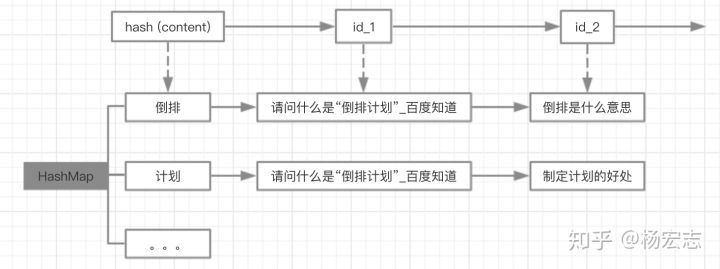 hash (content)
id_1
id_2
倒排
请问什么是“倒排计划”_百度知道
倒排是什么意思
HashMap
计划
请问什么是“倒排计划”_百度知道
制定计划的好处
。。。
知乎 @杨宏志